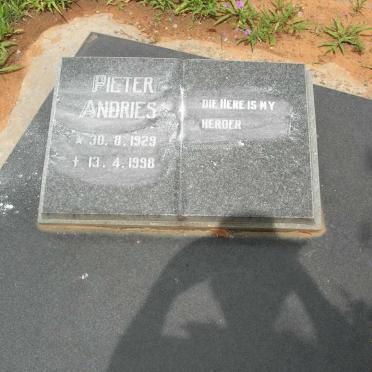 PIETER
ANDRIES
* 30.8.1929
† 13.4.1998
DIE HERE IS MY
HERDER